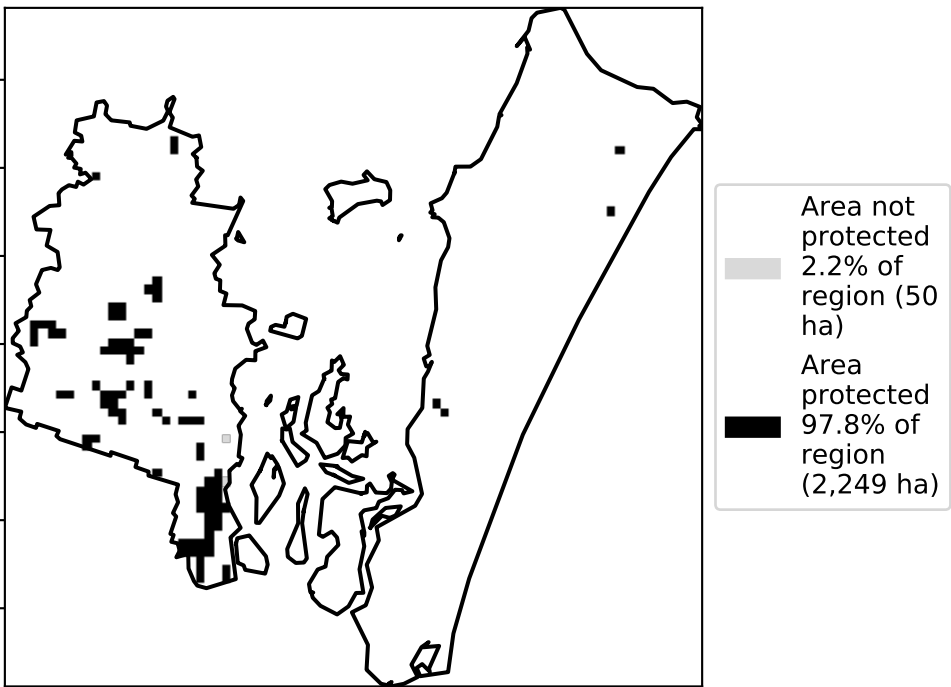 Area not
protected
2.2% of
region (50
ha)
Area
protected
97.8% of
region
(2,249 ha)